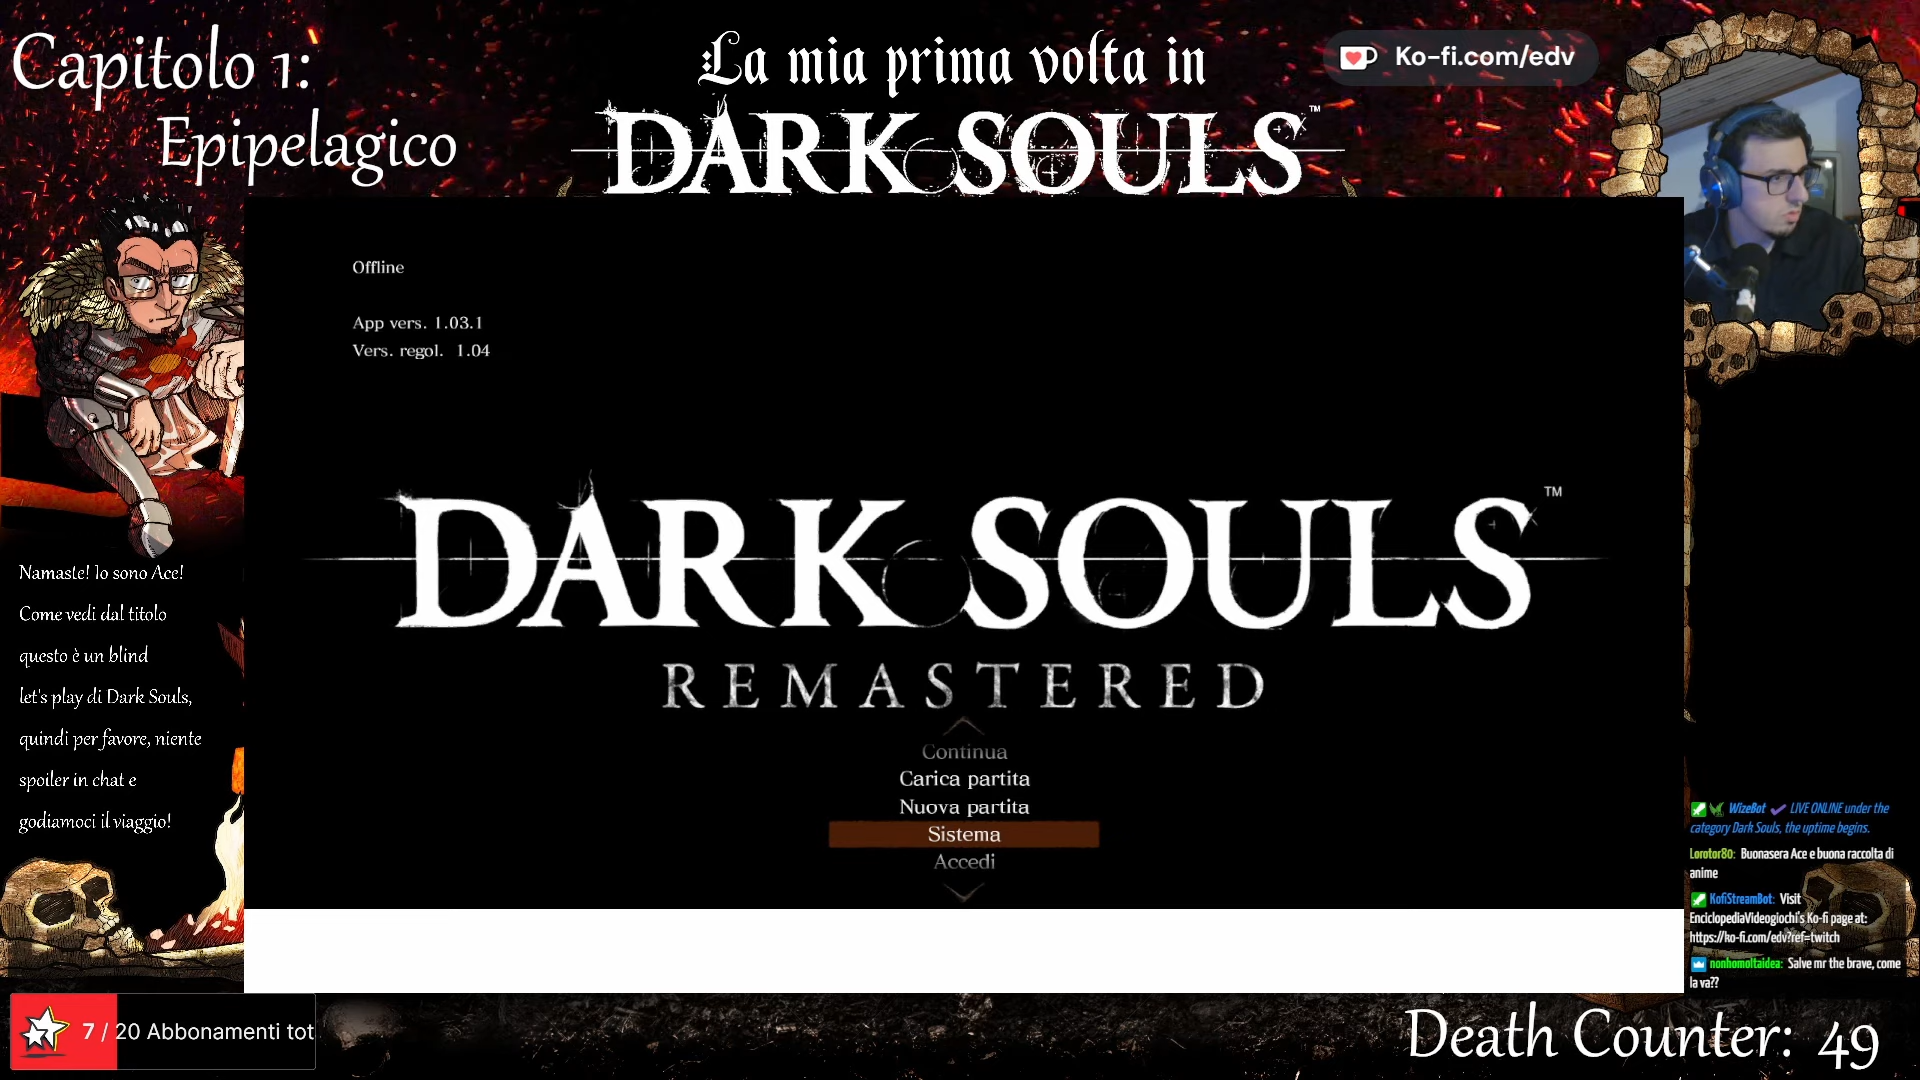 Capitolo 1:
Epipelagico
La mia prima volta in
DARK SOULS™
Ko-fi.com/edv
Offline
App vers. 1.03.1
Vers. regol. 1.04
DARK SOULS™
REMASTERED
Continua
Carica partita
Nuova partita
Sistema
Accedi
Namaste! Io sono Ace!
Come vedi dal titolo
questo è un blind
let's play di Dark Souls,
quindi per favore, niente
spoiler in chat e
godiamoci il viaggio!
WizeBot LIVE ONLINE under the
category Dark Souls, the uptime begins.
Lorotor80: Buonasera Ace e buona raccolta di
anime
KofiStreamBot: Visit
EnciclopediaVideogiochi's Ko-fi page at:
https://ko-fi.com/edv?ref=twitch
nonhomoltaidea: Salve mr the brave, come
la va??
7 / 20 Abbonamenti tot
Death Counter: 49